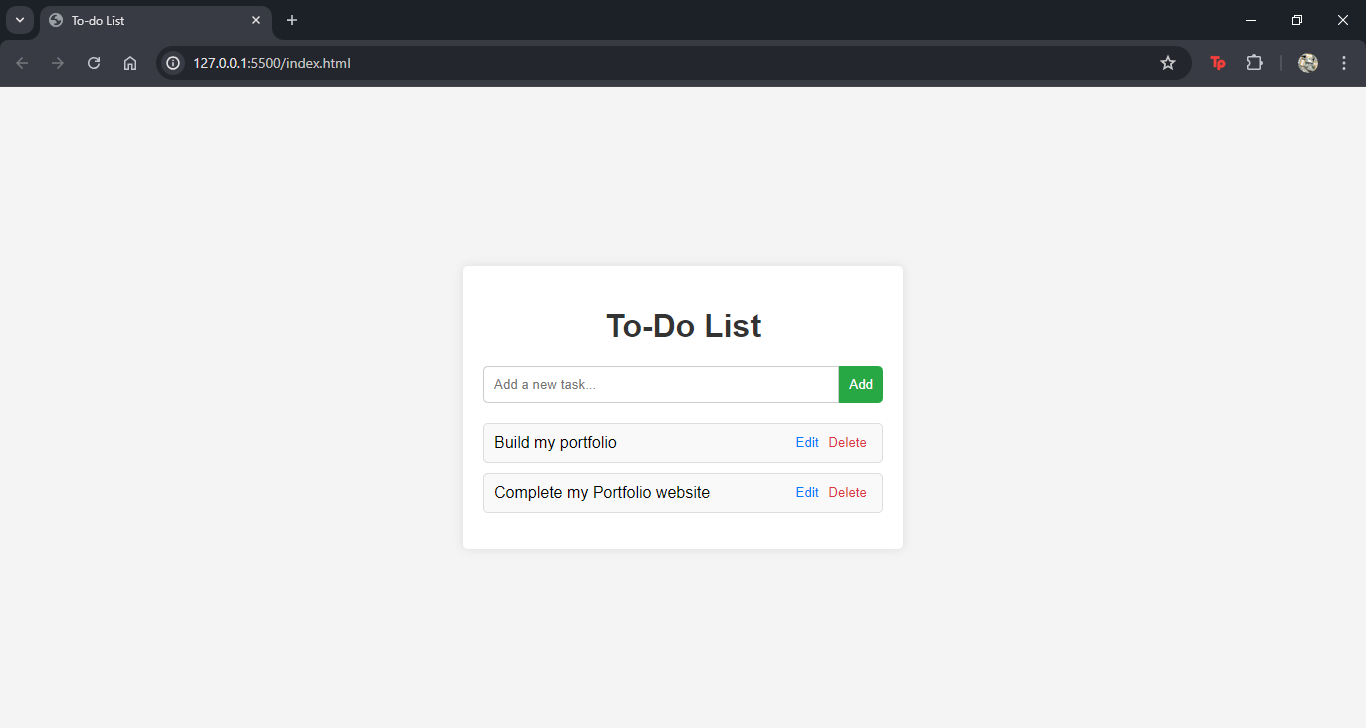 To-do List
127.0.0.1:5500/index.html
Tp
To-Do List
Add a new task... Add
Build my portfolio Edit Delete
Complete my Portfolio website Edit Delete